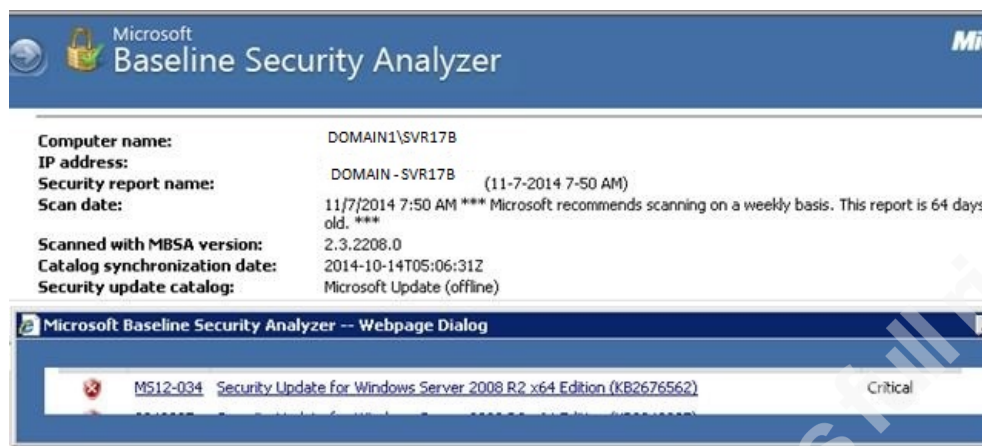 Microsoft
Baseline Security Analyzer
Computer name: DOMAIN1\SVR17B
IP address:
Security report name: DOMAIN - SVR17B (11-7-2014 7-50 AM)
Scan date: 11/7/2014 7:50 AM *** Microsoft recommends scanning on a weekly basis. This report is 64 days
old. ***
Scanned with MBSA version: 2.3.2208.0
Catalog synchronization date: 2014-10-14T05:06:31Z
Security update catalog: Microsoft Update (offline)
Microsoft Baseline Security Analyzer -- Webpage Dialog
MS12-034 Security Update for Windows Server 2008 R2 x64 Edition (KB2676562) Critical